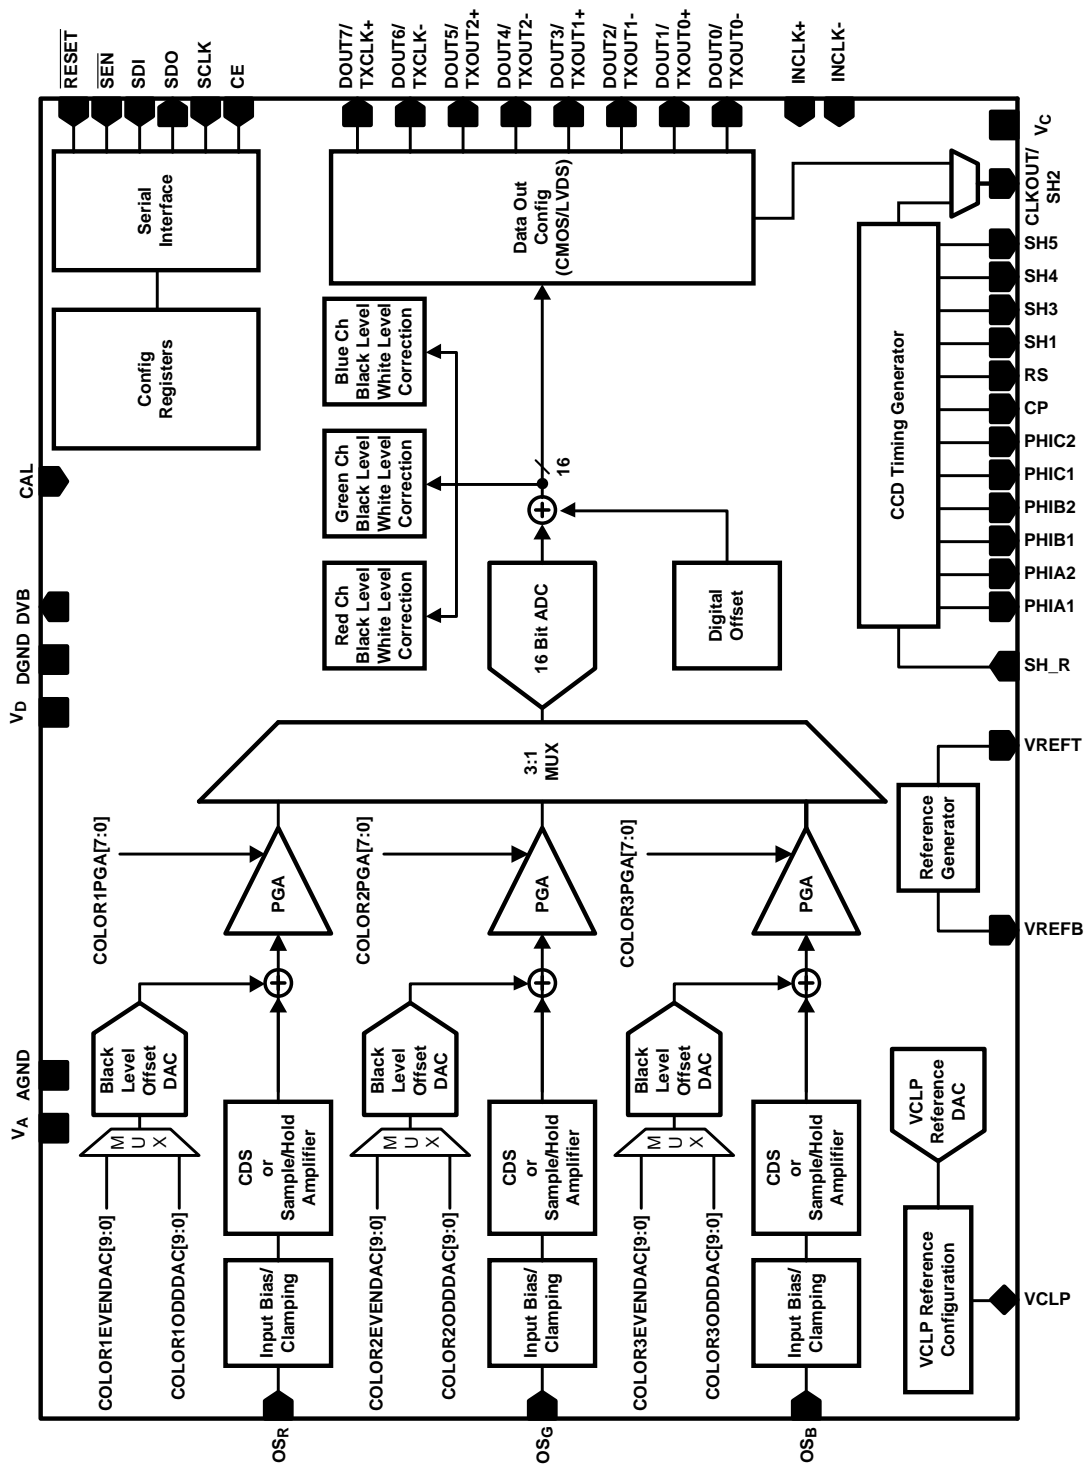 RESET
SEN
SDI
SDO
SCLK
CE
DOUT7/
TXCLK+
DOUT6/
TXCLK-
DOUT5/
TXOUT2+
DOUT4/
TXOUT2-
DOUT3/
TXOUT1+
DOUT2/
TXOUT1-
DOUT1/
TXOUT0+
DOUT0/
TXOUT0-
INCLK+
INCLK-
Serial
Interface
Config
Registers
Data Out
Config
(CMOS/LVDS)
VC
CLKOUT/
SH2
SH5
SH4
SH3
SH1
RS
CP
PHIC2
PHIC1
PHIB2
PHIB1
PHIA2
PHIA1
SH_R
CCD Timing Generator
CAL
DVB
DGND
VD
AGND
VA
Blue Ch
Black Level
White Level
Correction
Green Ch
Black Level
White Level
Correction
Red Ch
Black Level
White Level
Correction
16
+
16 Bit ADC
Digital
Offset
3:1
MUX
COLOR1PGA[7:0]
PGA
COLOR2PGA[7:0]
PGA
COLOR3PGA[7:0]
PGA
VREFT
Reference
Generator
VREFB
Black
Level
Offset
DAC
+
Black
Level
Offset
DAC
+
Black
Level
Offset
DAC
+
MUX
MUX
MUX
CDS
or
Sample/Hold
Amplifier
CDS
or
Sample/Hold
Amplifier
CDS
or
Sample/Hold
Amplifier
VCLP
Reference
DAC
COLOR1EVENDAC[9:0]
COLOR1ODDDAC[9:0]
Input Bias/
Clamping
COLOR2EVENDAC[9:0]
COLOR2ODDDAC[9:0]
Input Bias/
Clamping
COLOR3EVENDAC[9:0]
COLOR3ODDDAC[9:0]
Input Bias/
Clamping
VCLP Reference
Configuration
VCLP
OSR
OSG
OSB